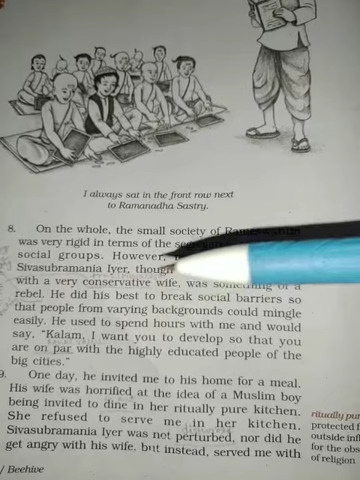 I always sat in the front row next
to Ramanadha Sastry.
8. On the whole, the small society of Rameswaram
was very rigid in terms of the
social groups. However,
Sivasubramania Iyer, though
with a very conservative wife, was something of a
rebel. He did his best to break social barriers so
that people from varying backgrounds could mingle
easily. He used to spend hours with me and would
say, “Kalam, I want you to develop so that you
are on par with the highly educated people of the
big cities.”
9. One day, he invited me to his home for a meal.
His wife was horrified at the idea of a Muslim boy
being invited to dine in her ritually pure kitchen.
She refused to serve me in her kitchen.
Sivasubramania Iyer was not perturbed, nor did he
get angry with his wife, but instead, served me with
ritually pur
protected f
outside infl
for the obs
of religion
/ Beehive